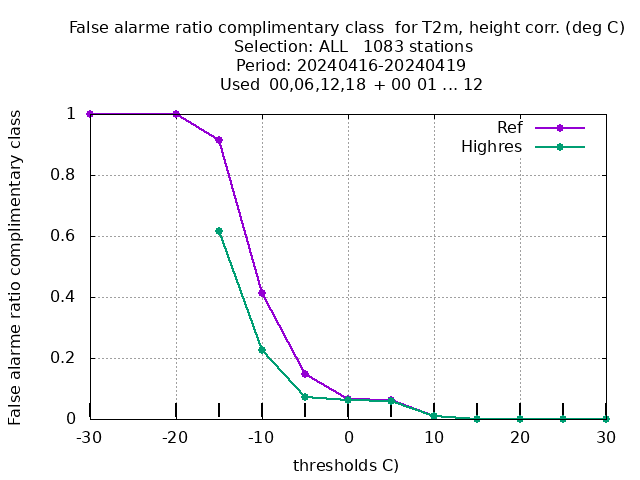 False alarme ratio complimentary class  for T2m, height corr. (deg C)
Selection: ALL   1083 stations
Period: 20240416-20240419
Used  00,06,12,18  + 00 01 ... 12
False alarme ratio complimentary class
1
0.8
0.6
0.4
0.2
0
Ref
Highres
-30 -20 -10 0 10 20 30
thresholds C)